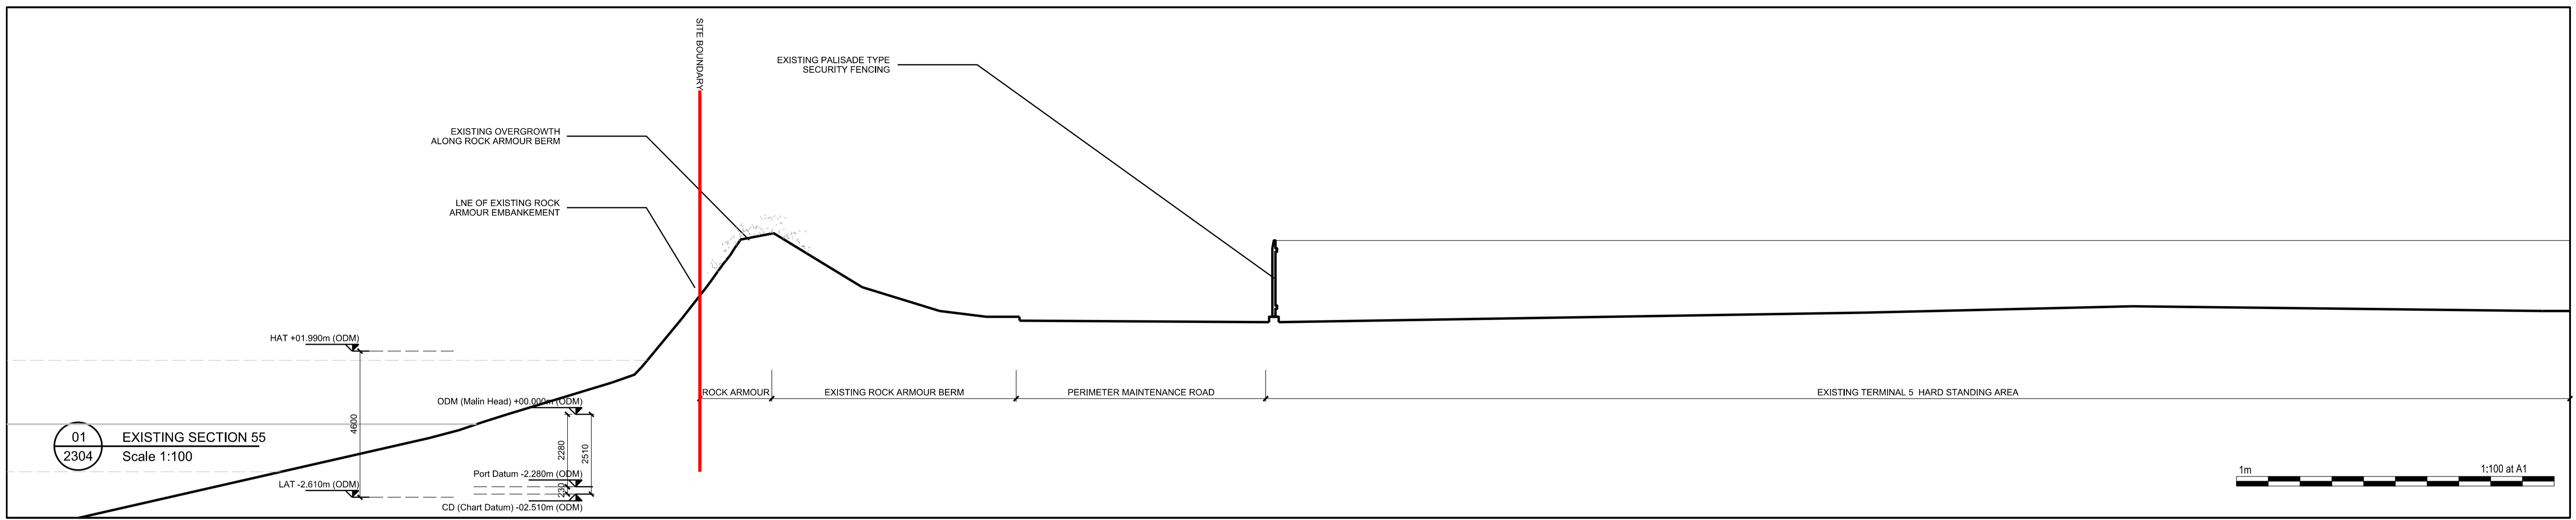 SITE BOUNDARY
EXISTING PALISADE TYPE
SECURITY FENCING
EXISTING OVERGROWTH
ALONG ROCK ARMOUR BERM
LNE OF EXISTING ROCK
ARMOUR EMBANKEMENT
HAT +01.990m (ODM)
ROCK ARMOUR
EXISTING ROCK ARMOUR BERM
PERIMETER MAINTENANCE ROAD
EXISTING TERMINAL 5 HARD STANDING AREA
ODM (Malin Head) +00.000m (ODM)
4600
01
2304
EXISTING SECTION 55
Scale 1:100
2280
2510
Port Datum -2.280m (ODM)
LAT -2,610m (ODM)
230
CD (Chart Datum) -02.510m (ODM)
1m
1:100 at A1